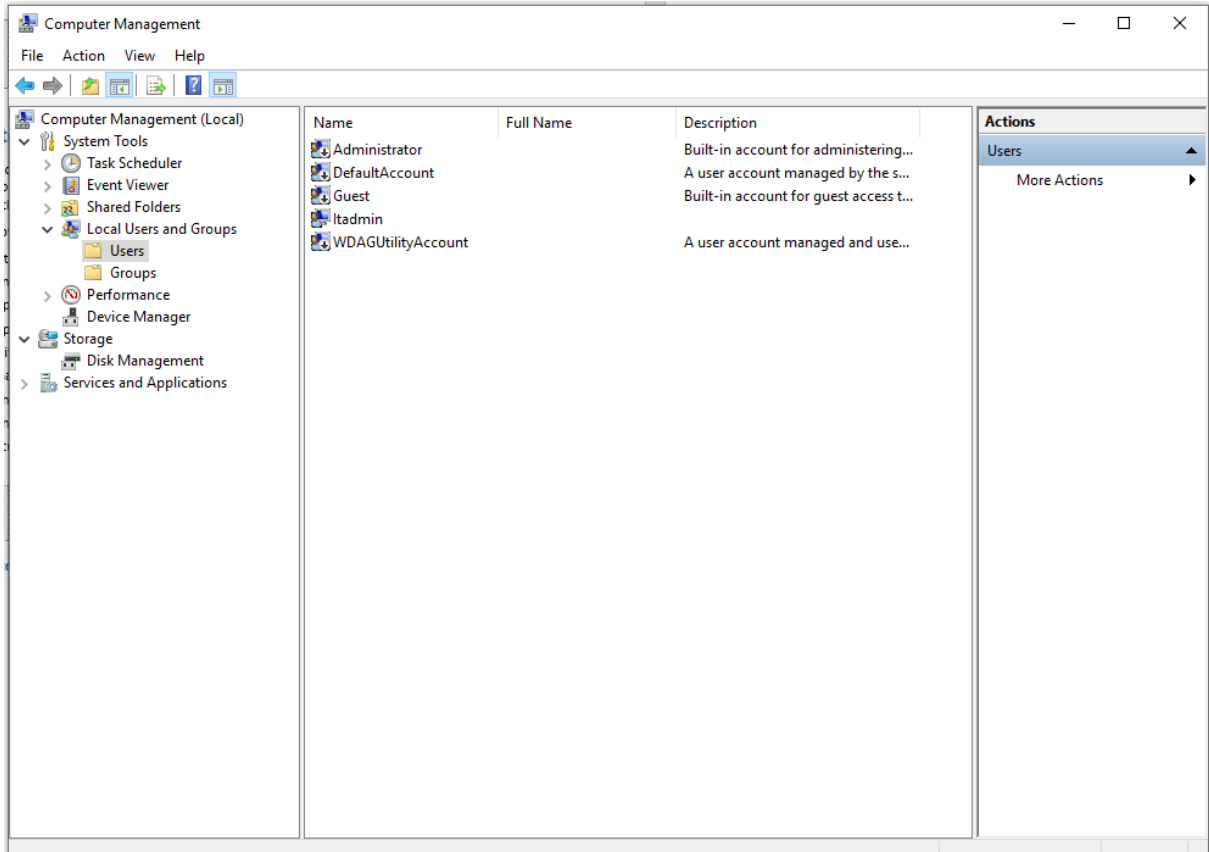 Computer Management
File Action View Help
Computer Management (Local)
System Tools
Task Scheduler
Event Viewer
Shared Folders
Local Users and Groups
Users
Groups
Performance
Device Manager
Storage
Disk Management
Services and Applications
Name Full Name Description
Administrator Built-in account for administering...
DefaultAccount A user account managed by the s...
Guest Built-in account for guest access t...
Itadmin
WDAGUtilityAccount A user account managed and use...
Actions
Users
More Actions